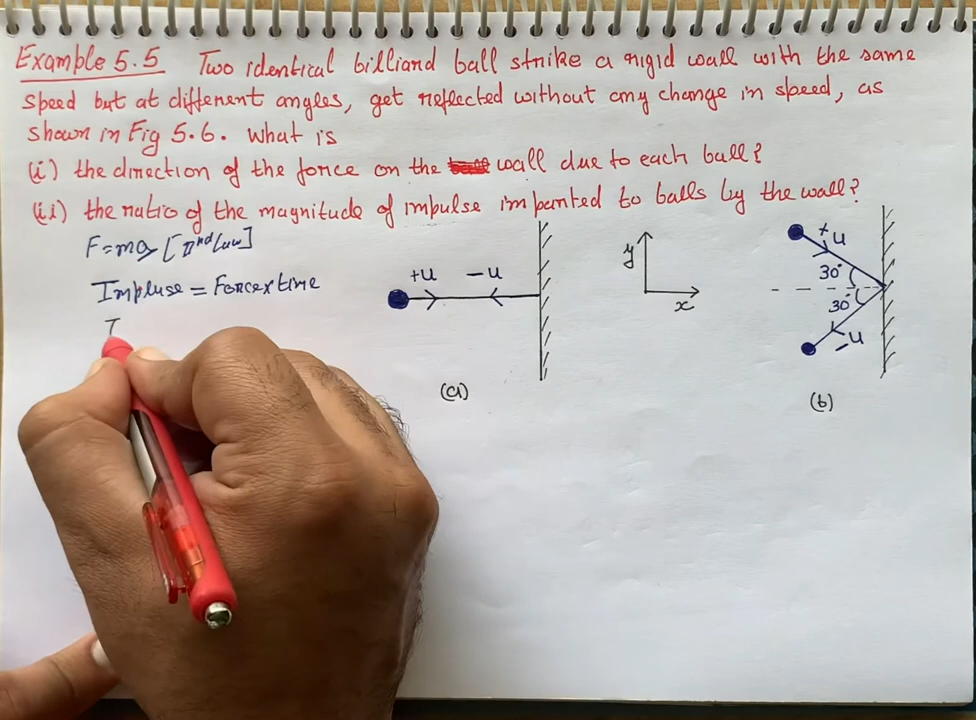 Example 5.5 Two identical billiard ball strike a rigid wall with the same
speed but at different angles, get reflected without any change in speed, as
shown in Fig 5.6. What is
(i) the direction of the force on the wall due to each ball?
(ii) the ratio of the magnitude of impulse imparted to balls by the wall?
F=ma [IInd Law]
Impluse = Force x time
I
+u -u
(a)
y
x
+u
30°
30°
-u
(b)